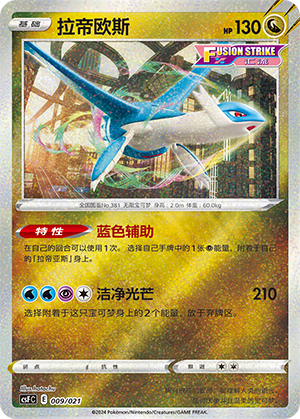 基础
拉帝欧斯
HP 130
FUSION STRIKE
汇流
全国图鉴No.381 无限宝可梦 身高:2.0m 体重:60.0kg
特性 蓝色辅助
在自己的回合可以使用1次。选择自己手牌中的1张能量,附着于自己
的「拉帝亚斯」身上。
洁净光芒 210
选择附着于这只宝可梦身上的2个能量,放于弃牌区。
弱点 抗性 撤退
csFC E 009/021
©2024 Pokémon/Nintendo/Creatures/GAME FREAK.